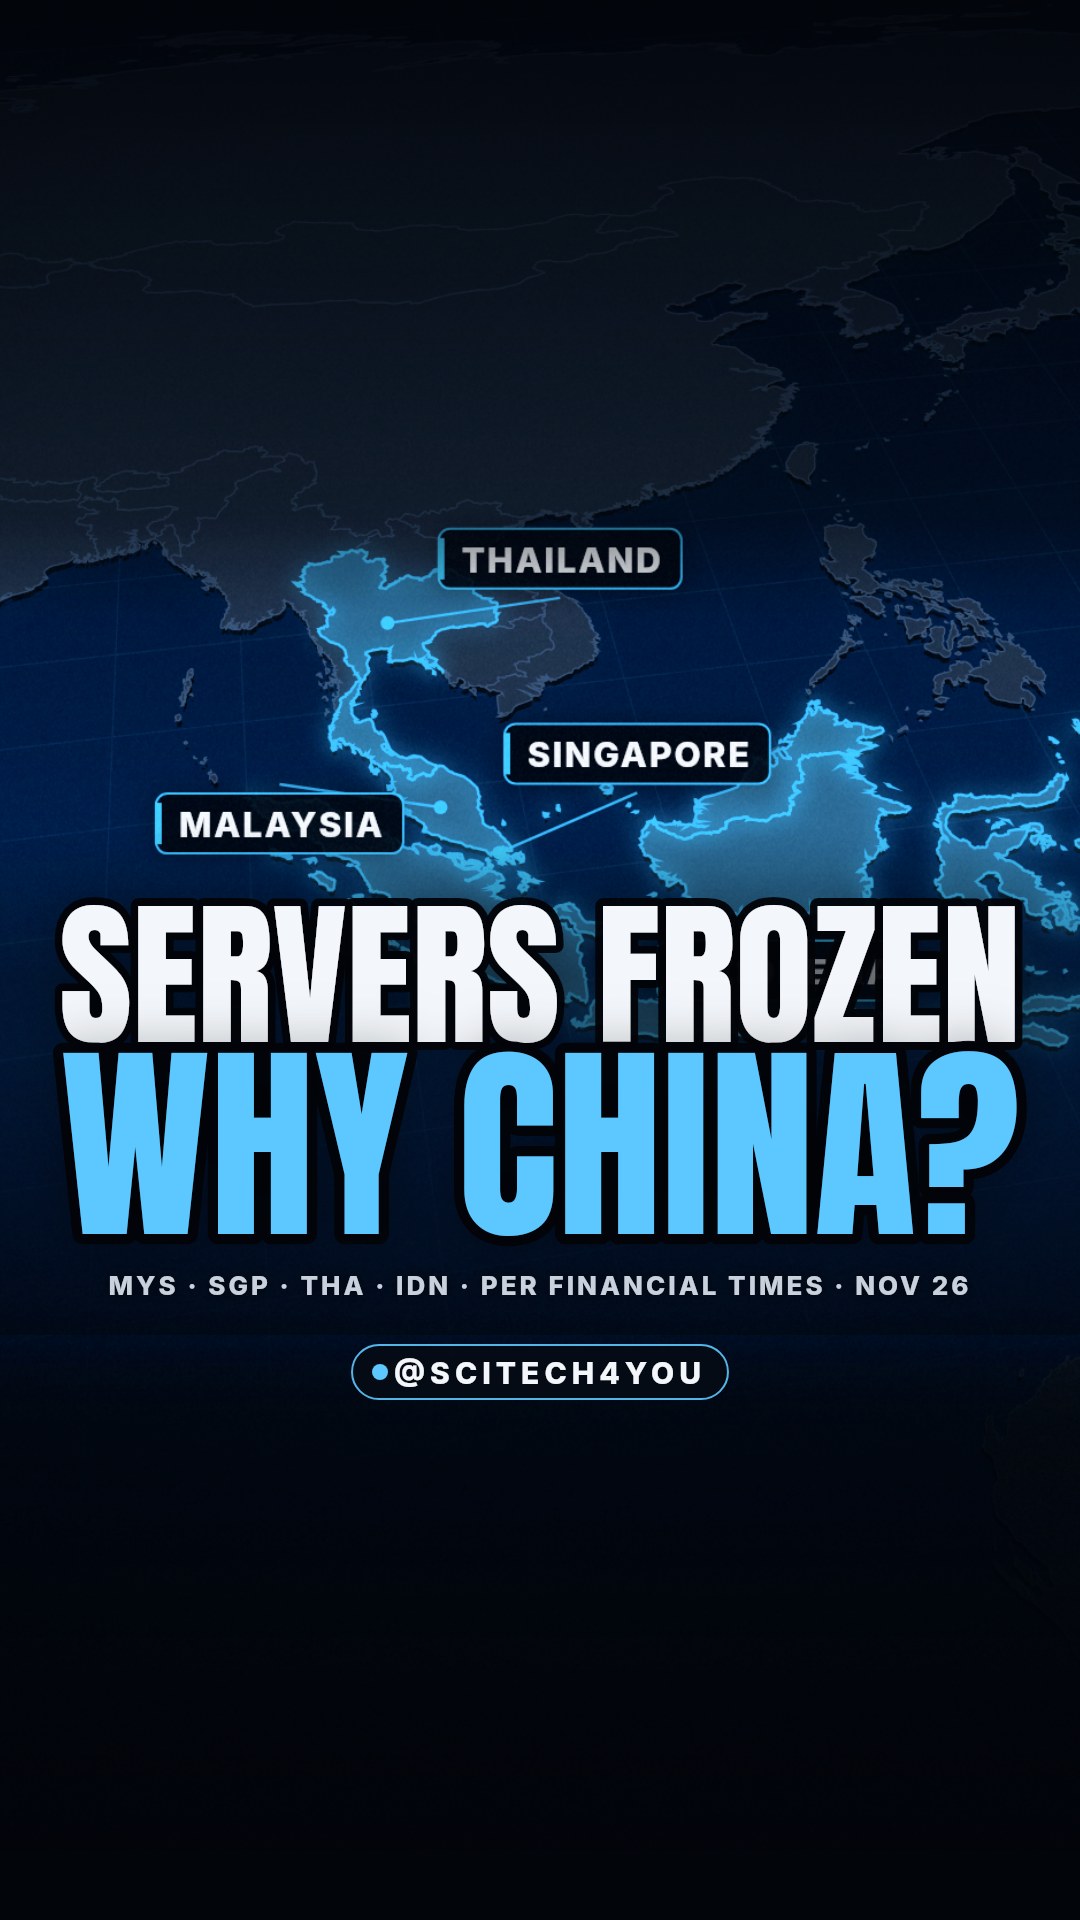 THAILAND
SINGAPORE
MALAYSIA
SERVERS FROZEN
WHY CHINA?
MYS · SGP · THA · IDN · PER FINANCIAL TIMES · NOV 26
@SCITECH4YOU